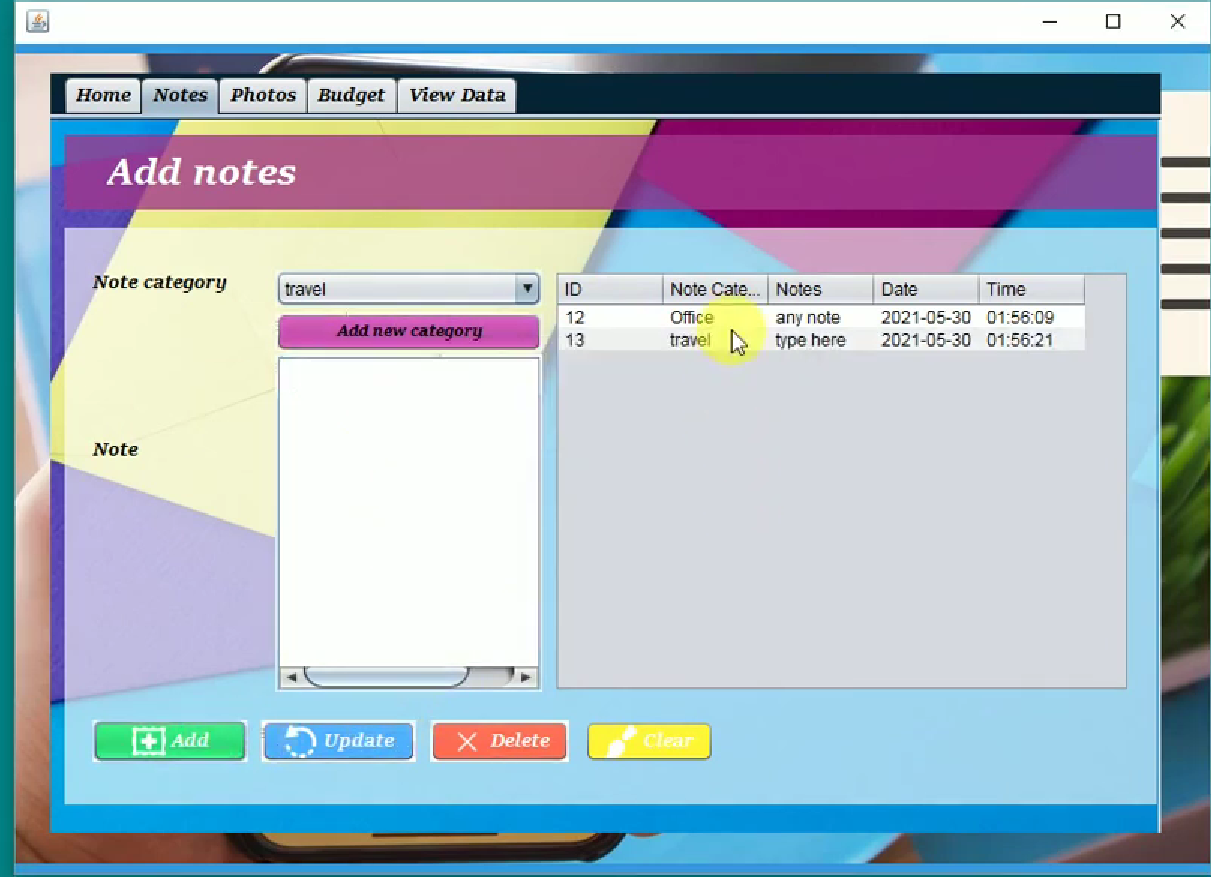 Home Notes Photos Budget View Data
Add notes
Note category
travel
Add new category
Note
ID Note Cate... Notes Date Time
12 Office any note 2021-05-30 01:56:09
13 travel type here 2021-05-30 01:56:21
Add Update Delete Clear